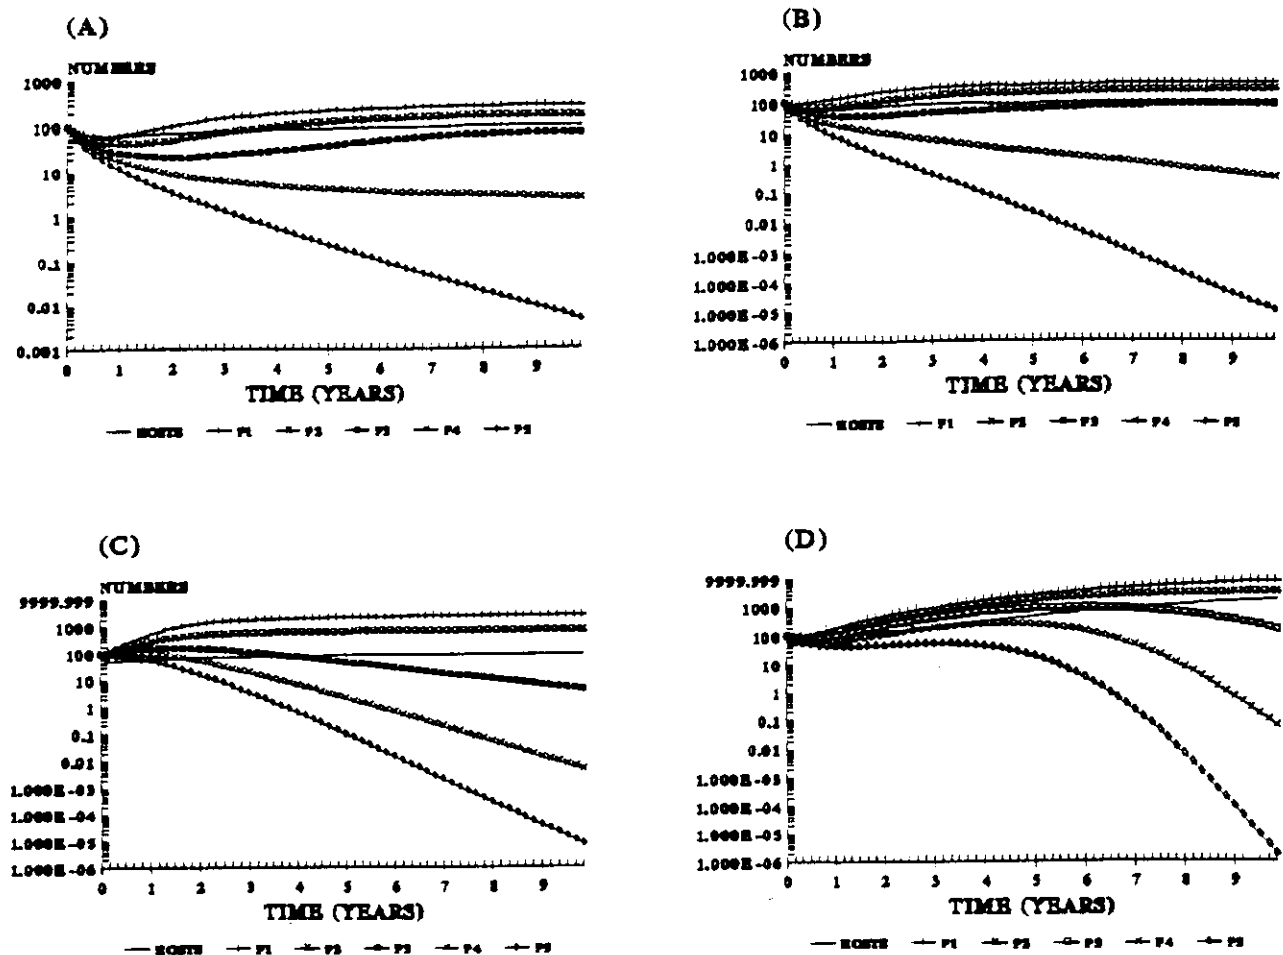 (A)
NUMBERS
1000
100
10
1
0.1
0.01
0.001
0 1 2 3 4 5 6 7 8 9
TIME (YEARS)
HOSTS P1 P2 P3 P4 P5
(B)
NUMBERS
1000
100
10
1
0.1
0.01
1.000E-03
1.000E-04
1.000E-05
1.000E-06
0 1 2 3 4 5 6 7 8 9
TIME (YEARS)
HOSTS P1 P2 P3 P4 P5
(C)
NUMBERS
9999.999
1000
100
10
1
0.1
0.01
1.000E-03
1.000E-04
1.000E-05
1.000E-06
0 1 2 3 4 5 6 7 8 9
TIME (YEARS)
HOSTS P1 P2 P3 P4 P5
(D)
9999.999
1000
100
10
1
0.1
0.01
1.000E-03
1.000E-04
1.000E-05
1.000E-06
0 1 2 3 4 5 6 7 8 9
TIME (YEARS)
HOSTS P1 P2 P3 P4 P5